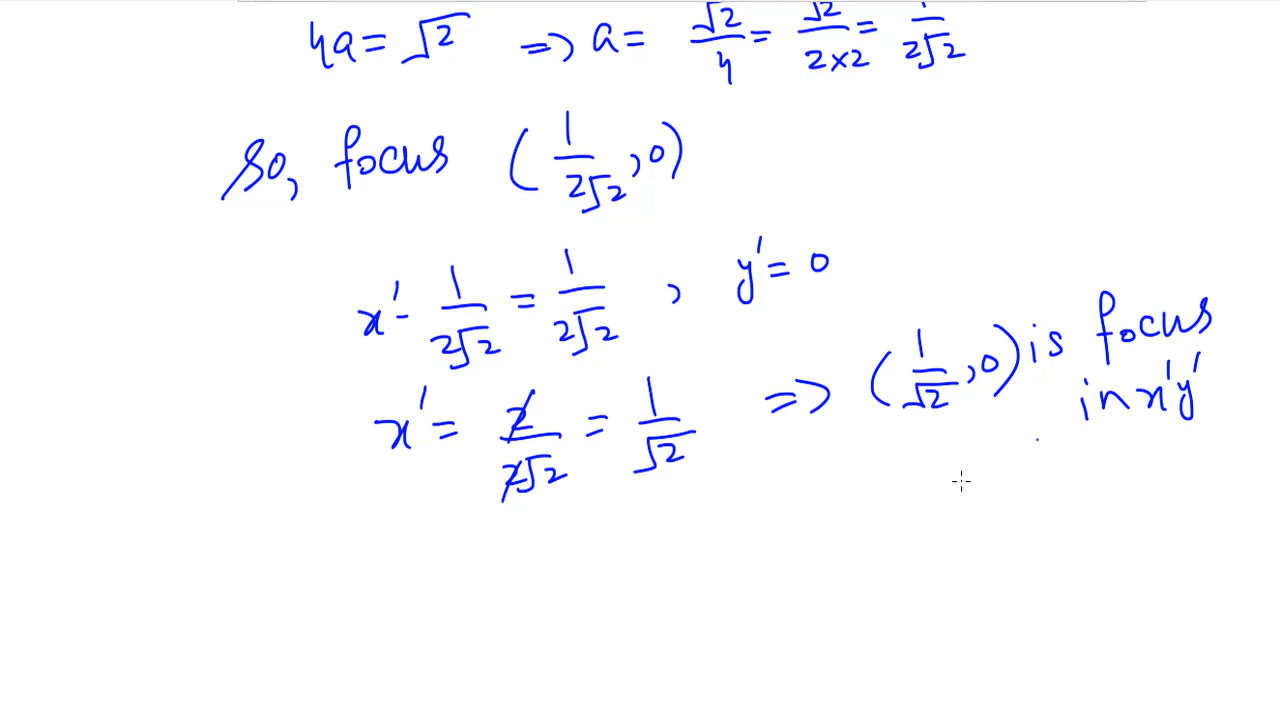 4a = √2 => a = √2/4 = √2/2×2 = 1/2√2
So, focus (1/2√2, 0)
x' - 1/2√2 = 1/2√2 , y' = 0
x' = 2/2√2 = 1/√2 => (1/√2, 0) is focus
in x'y'